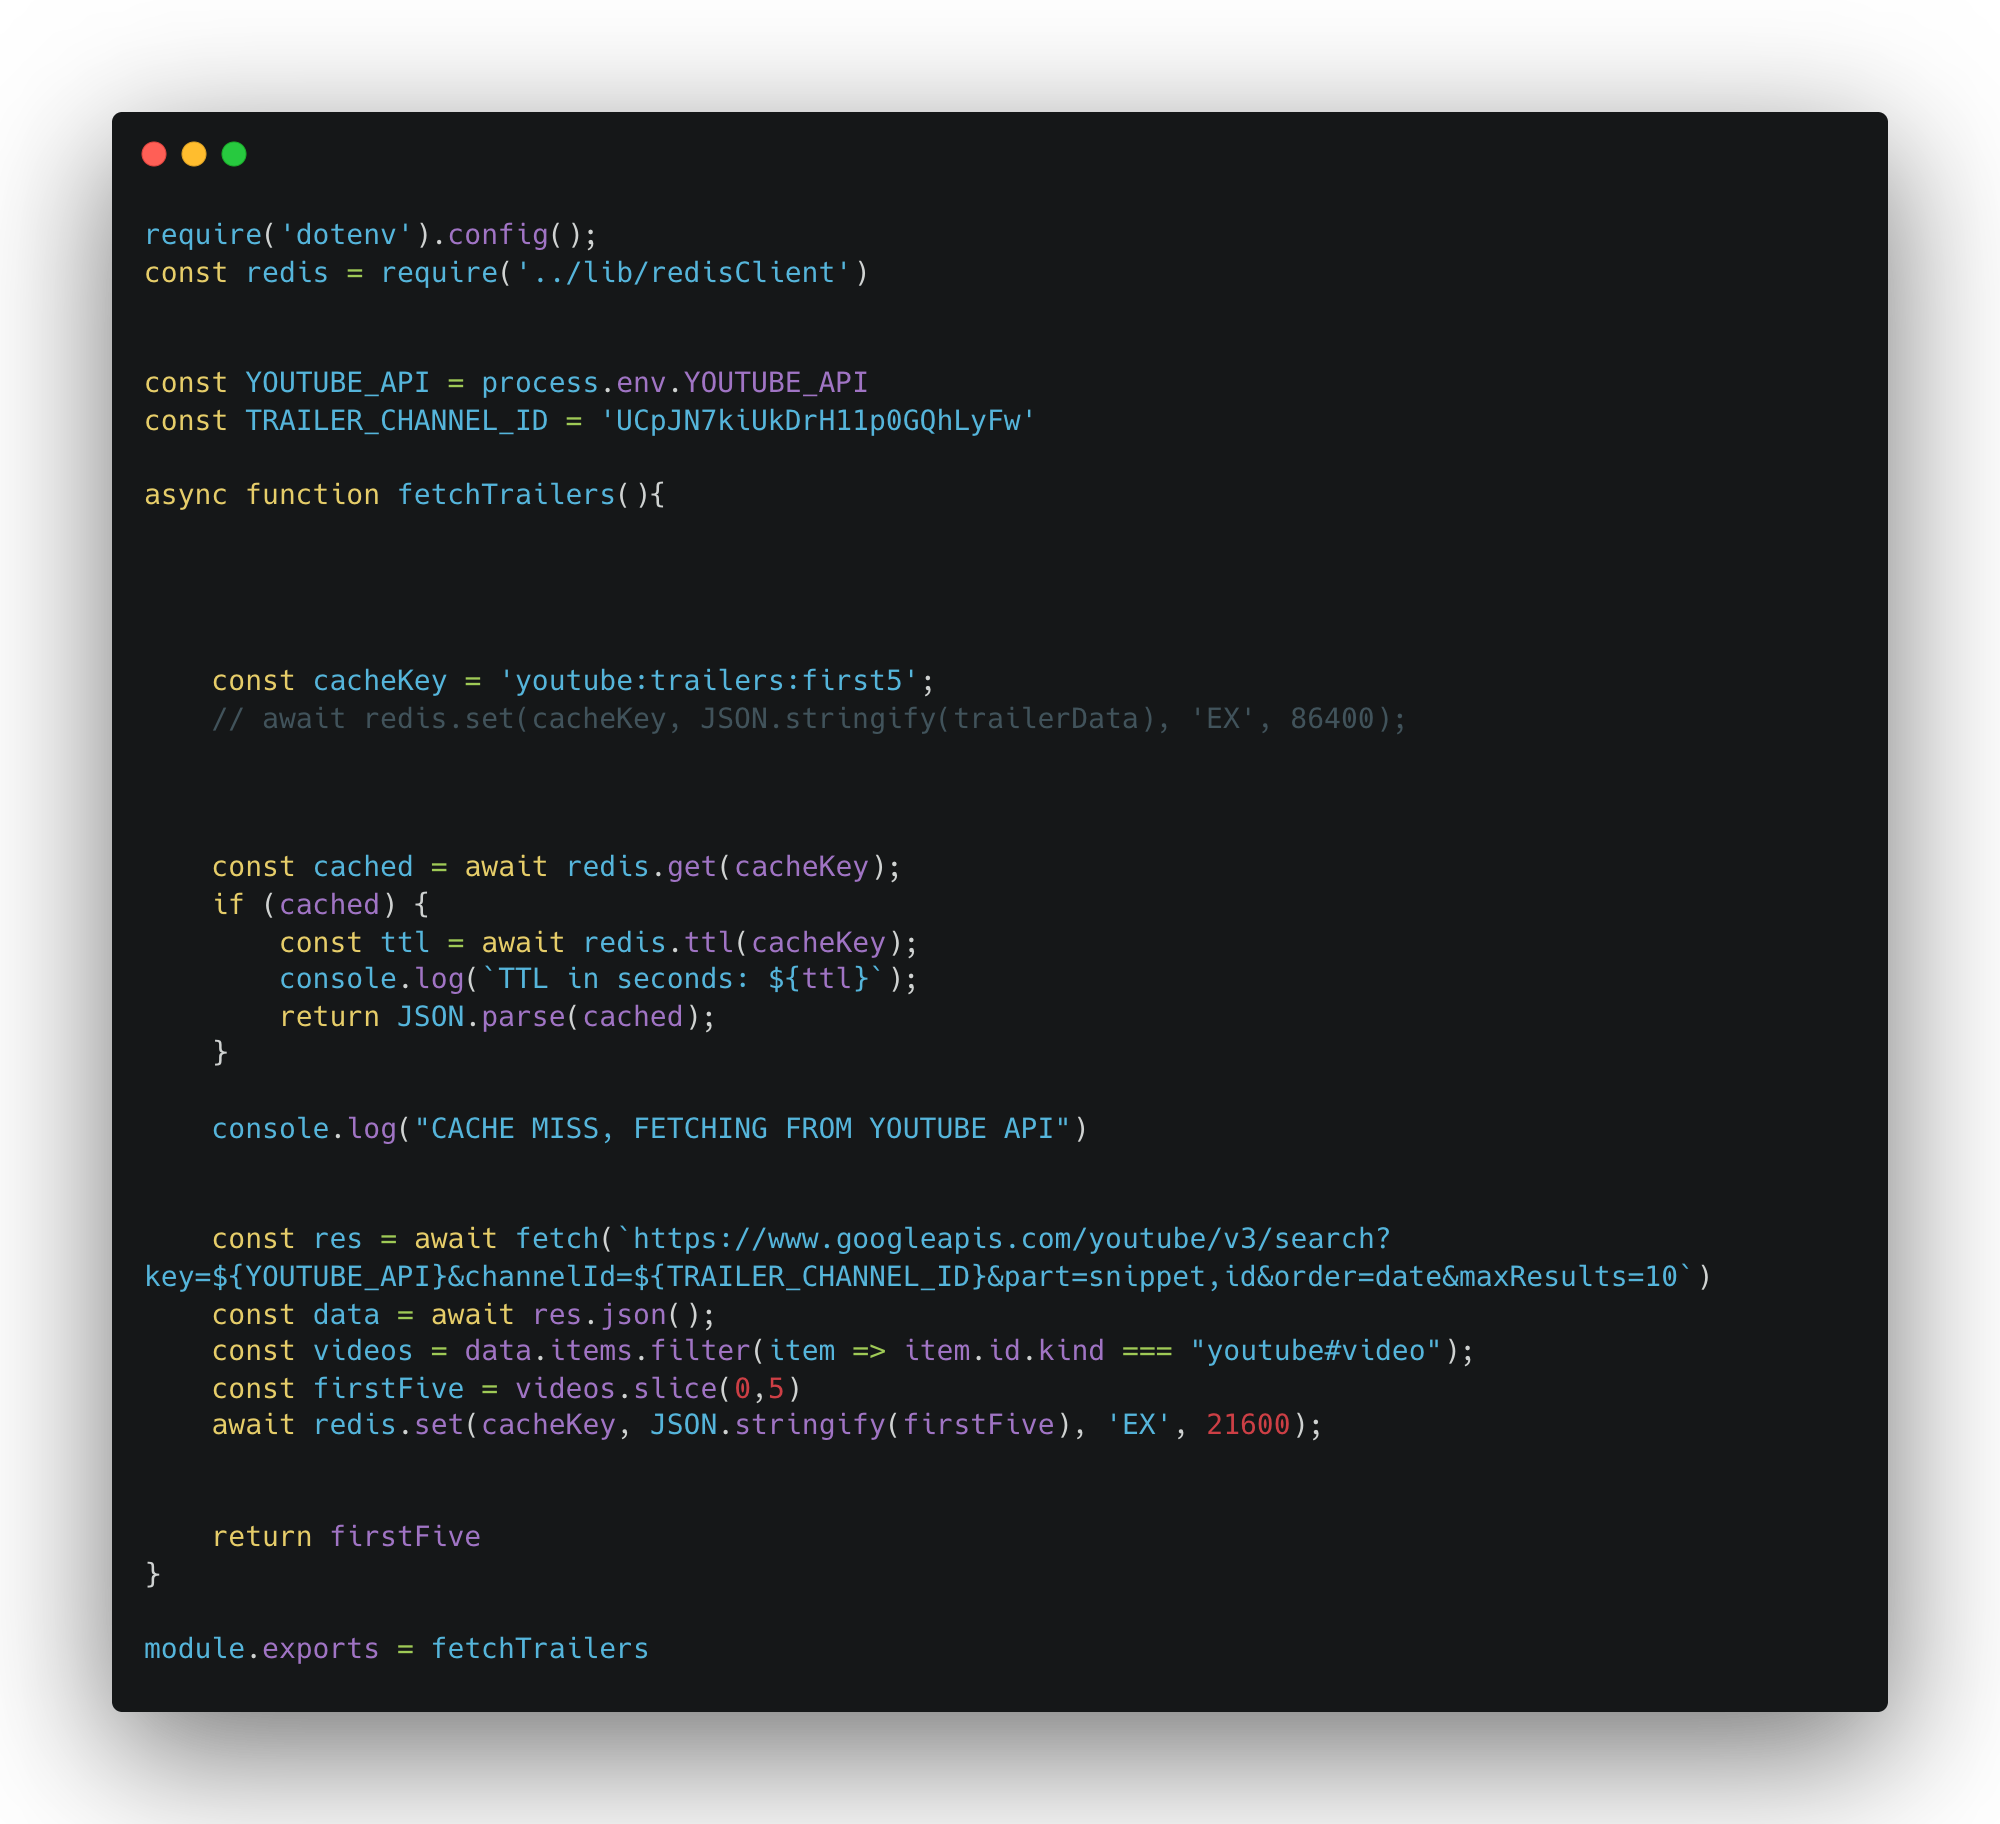 require('dotenv').config();
const redis = require('../lib/redisClient')
const YOUTUBE_API = process.env.YOUTUBE_API
const TRAILER_CHANNEL_ID = 'UCpJN7kiUkDrH11p0GQhLyFw'
async function fetchTrailers(){
    const cacheKey = 'youtube:trailers:first5';
    // await redis.set(cacheKey, JSON.stringify(trailerData), 'EX', 86400);
    const cached = await redis.get(cacheKey);
    if (cached) {
        const ttl = await redis.ttl(cacheKey);
        console.log(`TTL in seconds: ${ttl}`);
        return JSON.parse(cached);
    }
    console.log("CACHE MISS, FETCHING FROM YOUTUBE API")
    const res = await fetch(`https://www.googleapis.com/youtube/v3/search?
key=${YOUTUBE_API}&channelId=${TRAILER_CHANNEL_ID}&part=snippet,id&order=date&maxResults=10`)
    const data = await res.json();
    const videos = data.items.filter(item => item.id.kind === "youtube#video");
    const firstFive = videos.slice(0,5)
    await redis.set(cacheKey, JSON.stringify(firstFive), 'EX', 21600);
    return firstFive
}
module.exports = fetchTrailers